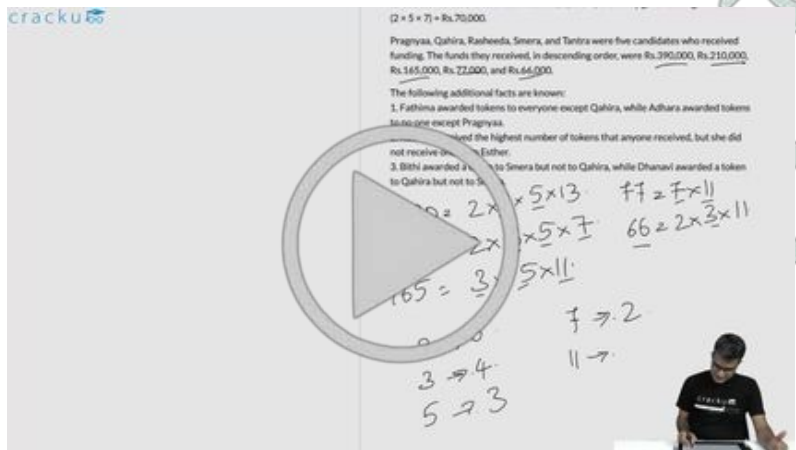 cracku
(2 × 5 × 7) = Rs.70,000.
Pragnyaa, Qahira, Rasheeda, Smera, and Tantra were five candidates who received
funding. The funds they received, in descending order, were Rs.390,000, Rs.210,000,
Rs.165,000, Rs.77,000, and Rs.66,000.
The following additional facts are known:
1. Fathima awarded tokens to everyone except Qahira, while Adhara awarded tokens
to no one except Pragnyaa.
received the highest number of tokens that anyone received, but she did
not receive Esther.
3. Bithi awarded a to Smera but not to Qahira, while Dhanavi awarded a token
to Qahira but not to
= 2× ×5×13 77=7×11
2× ×5×7 66=2×3×11
165 = 3×5×11
7→2
3→4 11→
5→3
cracku